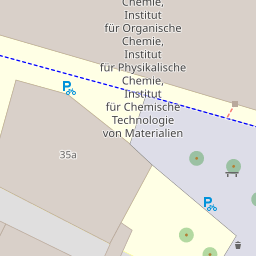 Chemie,
Institut
für Organische
Chemie,
Institut
für Physikalische
Chemie,
Institut
für Chemische
Technologie
von Materialien
35a